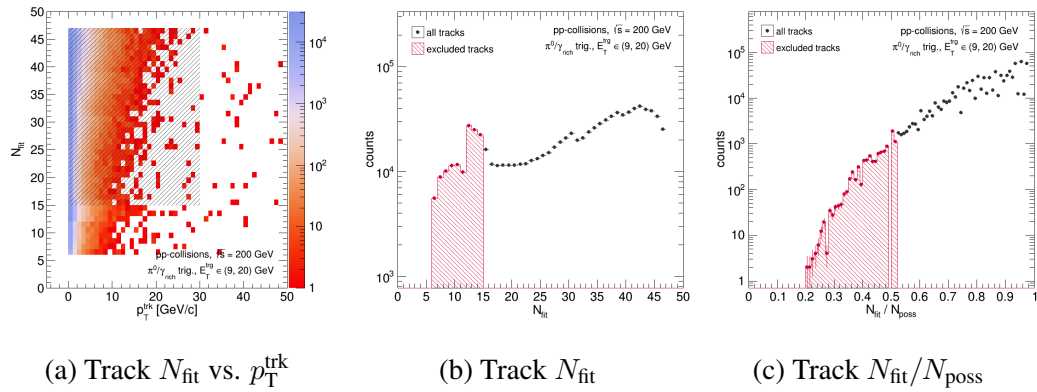 50
45
40
35
30
25
20
15
10
5
0
N_fit
0 10 20 30 40 50
p_T^trk [GeV/c]
10^4
10^3
10^2
10
1
pp-collisions, √s = 200 GeV
π^0/γ_rich trig., E_T^trg ∈ (9, 20) GeV
all tracks
excluded tracks
pp-collisions, √s = 200 GeV
π^0/γ_rich trig., E_T^trg ∈ (9, 20) GeV
counts
10^5
10^4
10^3
0 5 10 15 20 25 30 35 40 45 50
N_fit
all tracks
excluded tracks
pp-collisions, √s = 200 GeV
π^0/γ_rich trig., E_T^trg ∈ (9, 20) GeV
counts
10^5
10^4
10^3
10^2
10
1
0 0.1 0.2 0.3 0.4 0.5 0.6 0.7 0.8 0.9 1
N_fit / N_poss
(a) Track N_fit vs. p_T^trk
(b) Track N_fit
(c) Track N_fit/N_poss